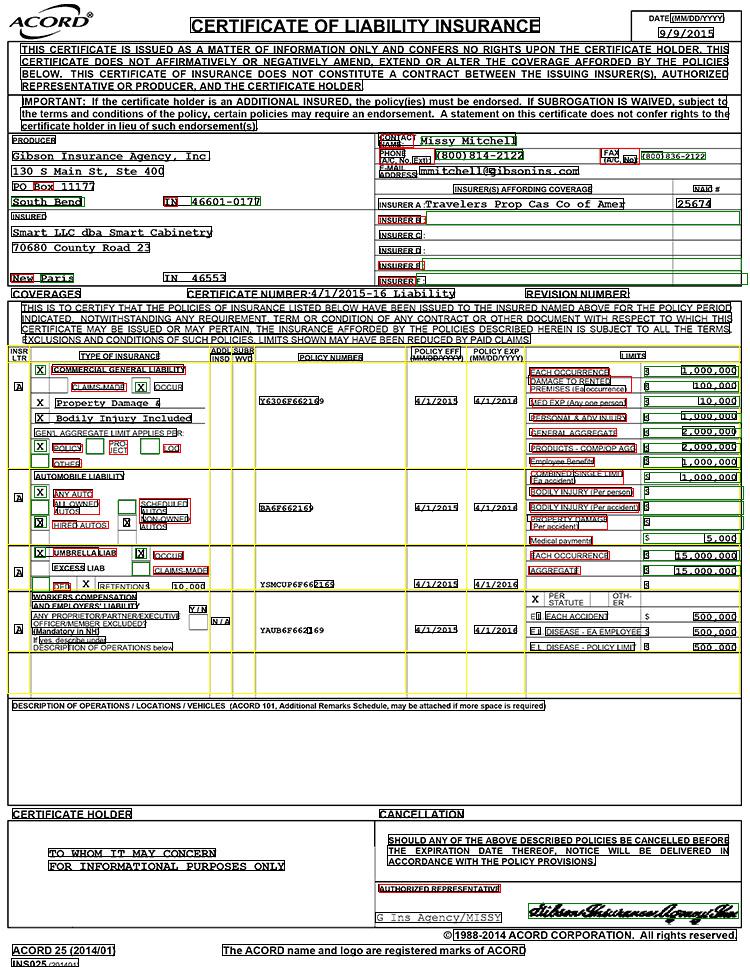 ACORD®
CERTIFICATE OF LIABILITY INSURANCE
DATE (MM/DD/YYYY)
9/9/2015
THIS CERTIFICATE IS ISSUED AS A MATTER OF INFORMATION ONLY AND CONFERS NO RIGHTS UPON THE CERTIFICATE HOLDER. THIS
CERTIFICATE DOES NOT AFFIRMATIVELY OR NEGATIVELY AMEND, EXTEND OR ALTER THE COVERAGE AFFORDED BY THE POLICIES
BELOW. THIS CERTIFICATE OF INSURANCE DOES NOT CONSTITUTE A CONTRACT BETWEEN THE ISSUING INSURER(S), AUTHORIZED
REPRESENTATIVE OR PRODUCER, AND THE CERTIFICATE HOLDER.
IMPORTANT: If the certificate holder is an ADDITIONAL INSURED, the policy(ies) must be endorsed. If SUBROGATION IS WAIVED, subject to
the terms and conditions of the policy, certain policies may require an endorsement. A statement on this certificate does not confer rights to the
certificate holder in lieu of such endorsement(s).
PRODUCER
Gibson Insurance Agency, Inc
130 S Main St, Ste 400
PO Box 11177
South Bend IN 46601-0177
CONTACT NAME: Missy Mitchell
PHONE (A/C, No, Ext): (800)814-2122 FAX (A/C, No): (800)836-2122
E-MAIL ADDRESS: mmitchell@gibsonins.com
INSURER(S) AFFORDING COVERAGE NAIC #
INSURER A: Travelers Prop Cas Co of Amer 25674
INSURED
Smart LLC dba Smart Cabinetry
70680 County Road 23
New Paris IN 46553
INSURER B:
INSURER C:
INSURER D:
INSURER E:
INSURER F:
COVERAGES CERTIFICATE NUMBER:4/1/2015-16 Liability REVISION NUMBER:
THIS IS TO CERTIFY THAT THE POLICIES OF INSURANCE LISTED BELOW HAVE BEEN ISSUED TO THE INSURED NAMED ABOVE FOR THE POLICY PERIOD
INDICATED. NOTWITHSTANDING ANY REQUIREMENT, TERM OR CONDITION OF ANY CONTRACT OR OTHER DOCUMENT WITH RESPECT TO WHICH THIS
CERTIFICATE MAY BE ISSUED OR MAY PERTAIN, THE INSURANCE AFFORDED BY THE POLICIES DESCRIBED HEREIN IS SUBJECT TO ALL THE TERMS,
EXCLUSIONS AND CONDITIONS OF SUCH POLICIES. LIMITS SHOWN MAY HAVE BEEN REDUCED BY PAID CLAIMS.
INSR LTR TYPE OF INSURANCE ADDL INSD SUBR WVD POLICY NUMBER POLICY EFF (MM/DD/YYYY) POLICY EXP (MM/DD/YYYY) LIMITS
A
X COMMERCIAL GENERAL LIABILITY
CLAIMS-MADE X OCCUR
X Property Damage &
X Bodily Injury Included
GEN'L AGGREGATE LIMIT APPLIES PER:
X POLICY PROJECT LOC
OTHER:
Y6306F662169 4/1/2015 4/1/2016
EACH OCCURRENCE $ 1,000,000
DAMAGE TO RENTED PREMISES (Ea occurrence) $ 100,000
MED EXP (Any one person) $ 10,000
PERSONAL & ADV INJURY $ 1,000,000
GENERAL AGGREGATE $ 2,000,000
PRODUCTS - COMP/OP AGG $ 2,000,000
Employee Benefits $ 1,000,000
A
AUTOMOBILE LIABILITY
X ANY AUTO
ALL OWNED AUTOS SCHEDULED AUTOS
X HIRED AUTOS X NON-OWNED AUTOS
BA6F662169 4/1/2015 4/1/2016
COMBINED SINGLE LIMIT (Ea accident) $ 1,000,000
BODILY INJURY (Per person) $
BODILY INJURY (Per accident) $
PROPERTY DAMAGE (Per accident) $
Medical payments $ 5,000
A
X UMBRELLA LIAB X OCCUR
EXCESS LIAB CLAIMS-MADE
DED X RETENTION $ 10,000
YSMCUP6F662169 4/1/2015 4/1/2016
EACH OCCURRENCE $ 15,000,000
AGGREGATE $ 15,000,000
$
A
WORKERS COMPENSATION
AND EMPLOYERS' LIABILITY Y/N
ANY PROPRIETOR/PARTNER/EXECUTIVE
OFFICER/MEMBER EXCLUDED?
(Mandatory in NH)
If yes, describe under
DESCRIPTION OF OPERATIONS below
N/A
YAUB6F662169 4/1/2015 4/1/2016
X PER STATUTE OTH-ER
E.L. EACH ACCIDENT $ 500,000
E.L. DISEASE - EA EMPLOYEE $ 500,000
E.L. DISEASE - POLICY LIMIT $ 500,000
DESCRIPTION OF OPERATIONS / LOCATIONS / VEHICLES (ACORD 101, Additional Remarks Schedule, may be attached if more space is required)
CERTIFICATE HOLDER
TO WHOM IT MAY CONCERN
FOR INFORMATIONAL PURPOSES ONLY
CANCELLATION
SHOULD ANY OF THE ABOVE DESCRIBED POLICIES BE CANCELLED BEFORE
THE EXPIRATION DATE THEREOF, NOTICE WILL BE DELIVERED IN
ACCORDANCE WITH THE POLICY PROVISIONS.
AUTHORIZED REPRESENTATIVE
G Ins Agency/MISSY Gibson Insurance Agency Inc
© 1988-2014 ACORD CORPORATION. All rights reserved.
ACORD 25 (2014/01) The ACORD name and logo are registered marks of ACORD
INS025 (201401)